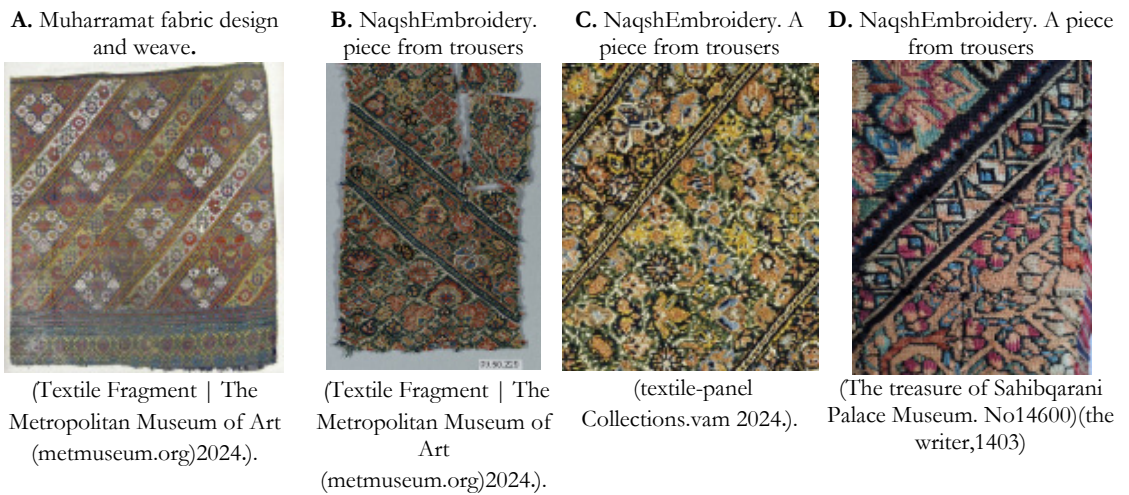 A. Muharramat fabric design
and weave.
B. NaqshEmbroidery.
piece from trousers
C. NaqshEmbroidery. A
piece from trousers
D. NaqshEmbroidery. A piece
from trousers
(Textile Fragment | The
Metropolitan Museum of Art
(metmuseum.org)2024.).
(Textile Fragment | The
Metropolitan Museum of
Art
(metmuseum.org)2024.).
(textile-panel
Collections.vam 2024.).
(The treasure of Sahibqarani
Palace Museum. No14600)(the
writer,1403)